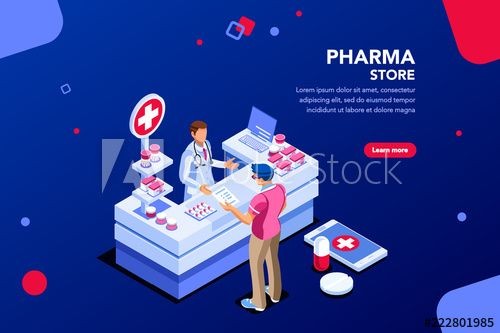 PHARMA
STORE
Lorem ipsum dolor sit amet, consectetur
adipiscing elit, sed do eiusmod tempor
incididunt ut labore et dolore magna
Learn more
Adobe Stock
#222801985